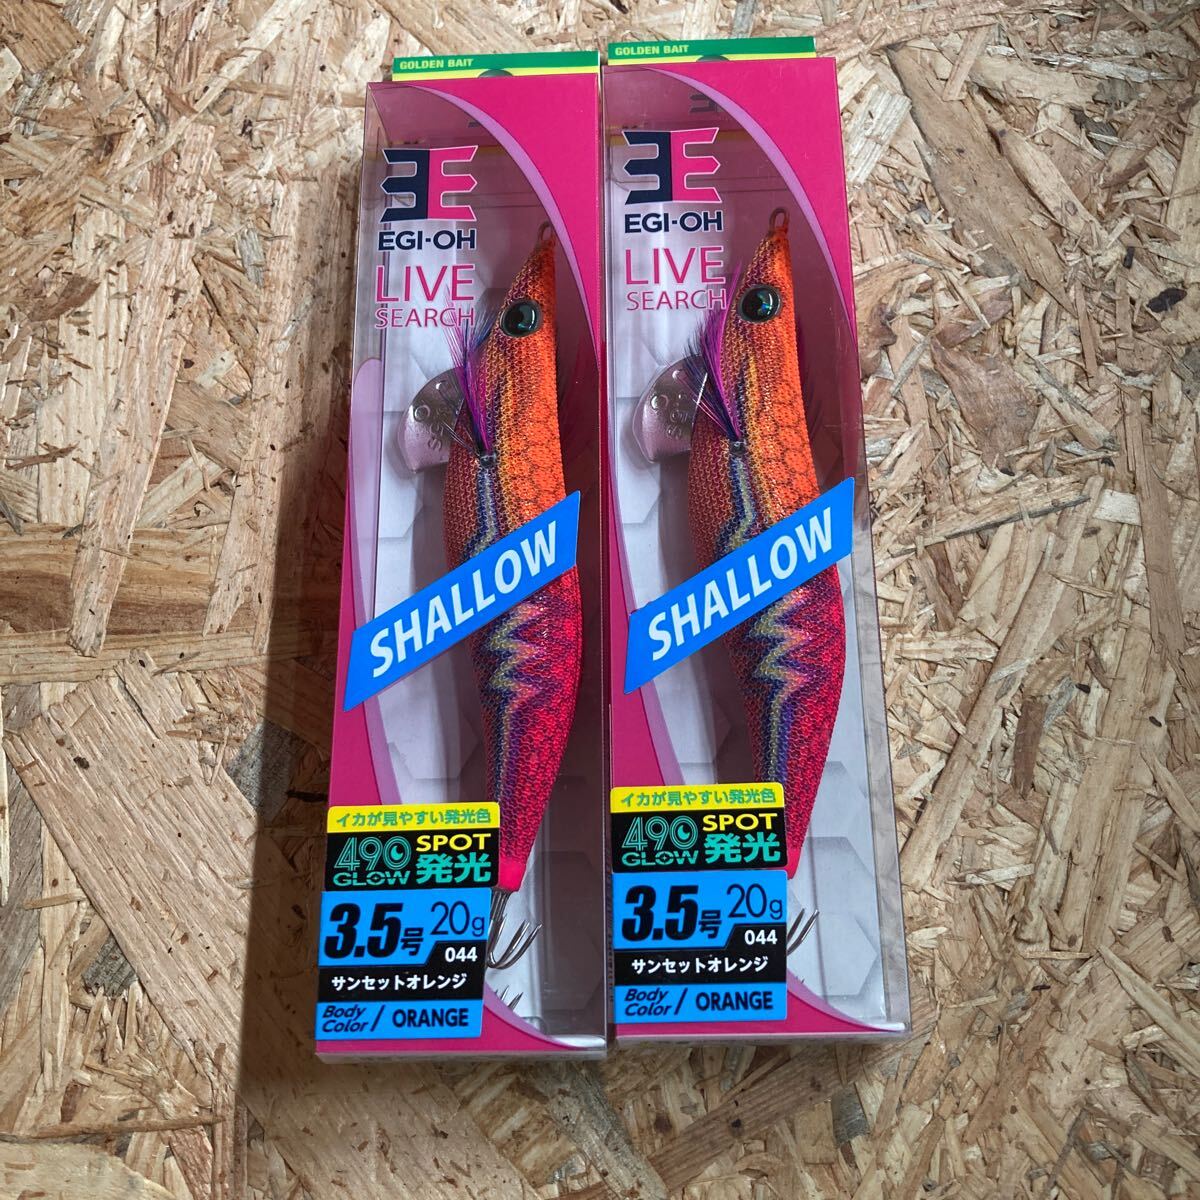 GOLDEN BAIT
EGI-OH
LIVE
SEARCH
SHALLOW
イカが見やすい発光色
490
GLOW
SPOT
発光
3.5号 20g
044
サンセットオレンジ
Body
Color / ORANGE
GOLDEN BAIT
EGI-OH
LIVE
SEARCH
SHALLOW
イカが見やすい発光色
490
GLOW
SPOT
発光
3.5号 20g
044
サンセットオレンジ
Body
Color / ORANGE